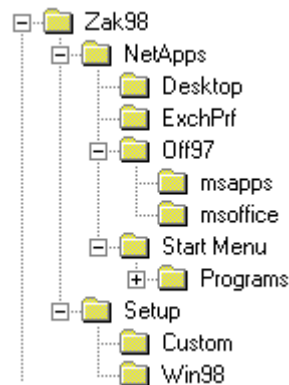 Zak98
NetApps
Desktop
ExchPrf
Off97
msapps
msoffice
Start Menu
Programs
Setup
Custom
Win98